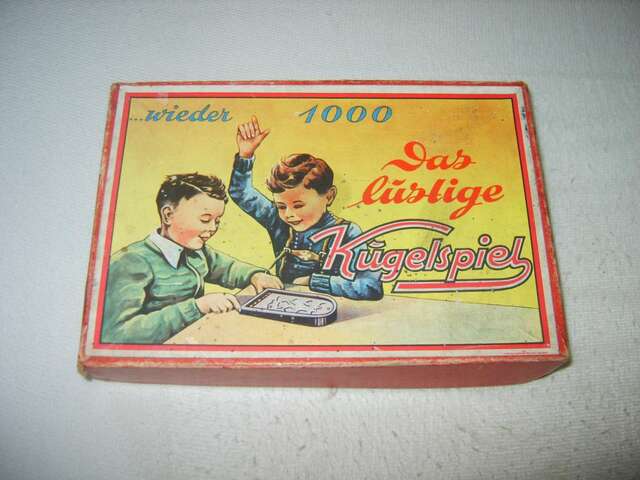 ...wieder 1000
Das
lustige
Kugelspiel